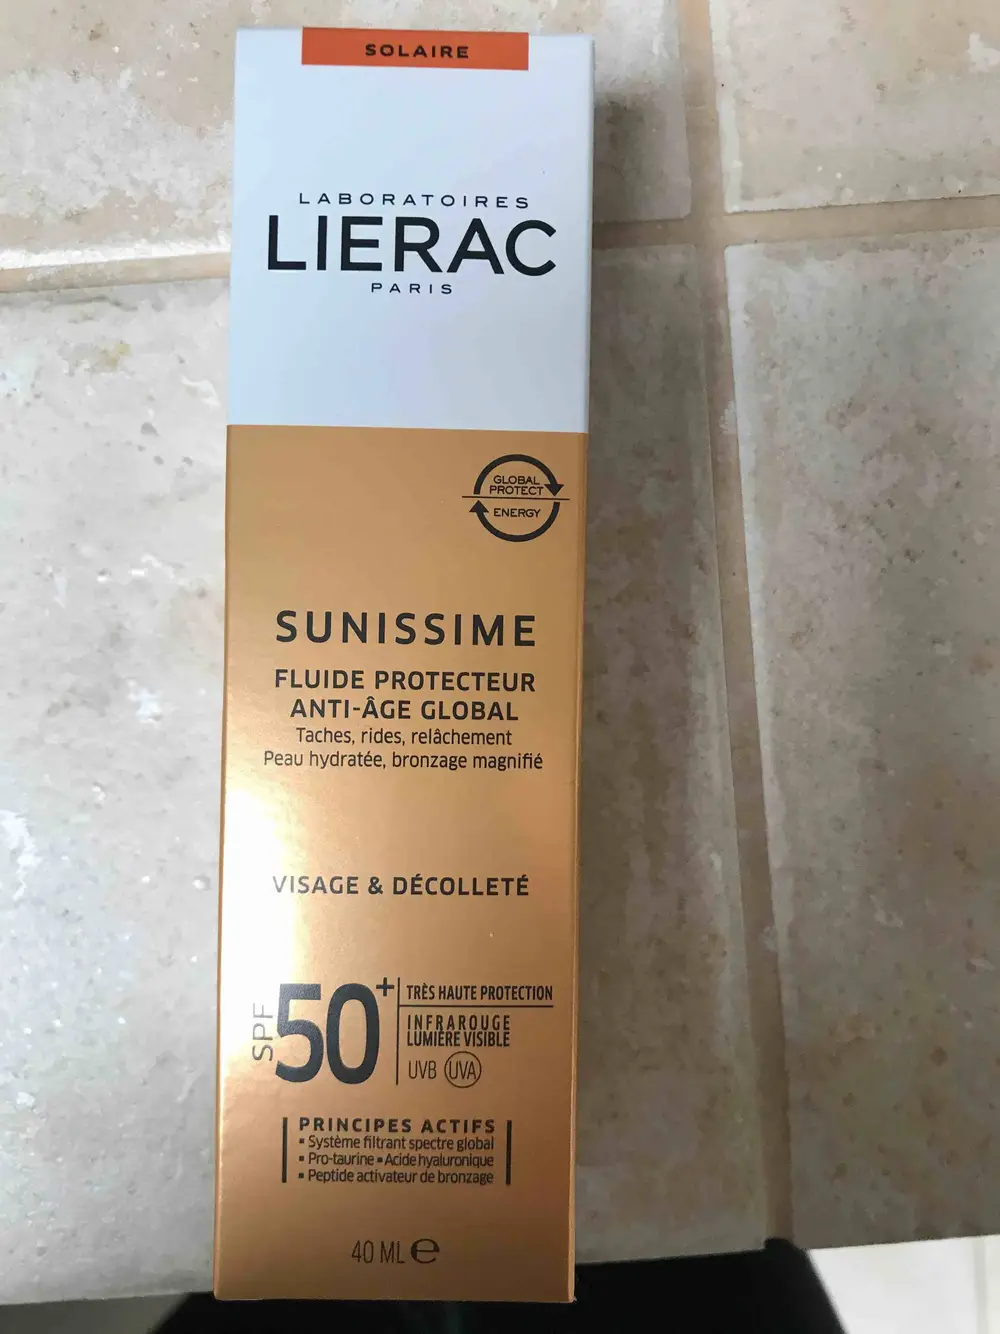 SOLAIRE
LABORATOIRES
LIERAC
PARIS
GLOBAL
PROTECT
ENERGY
SUNISSIME
FLUIDE PROTECTEUR
ANTI-ÂGE GLOBAL
Taches, rides, relâchement
Peau hydratée, bronzage magnifié
VISAGE & DÉCOLLETÉ
SPF 50+
TRÈS HAUTE PROTECTION
INFRAROUGE
LUMIÈRE VISIBLE
UVB UVA
PRINCIPES ACTIFS
▪ Système filtrant spectre global
▪ Pro-taurine ▪ Acide hyaluronique
▪ Peptide activateur de bronzage
40 ML ℮